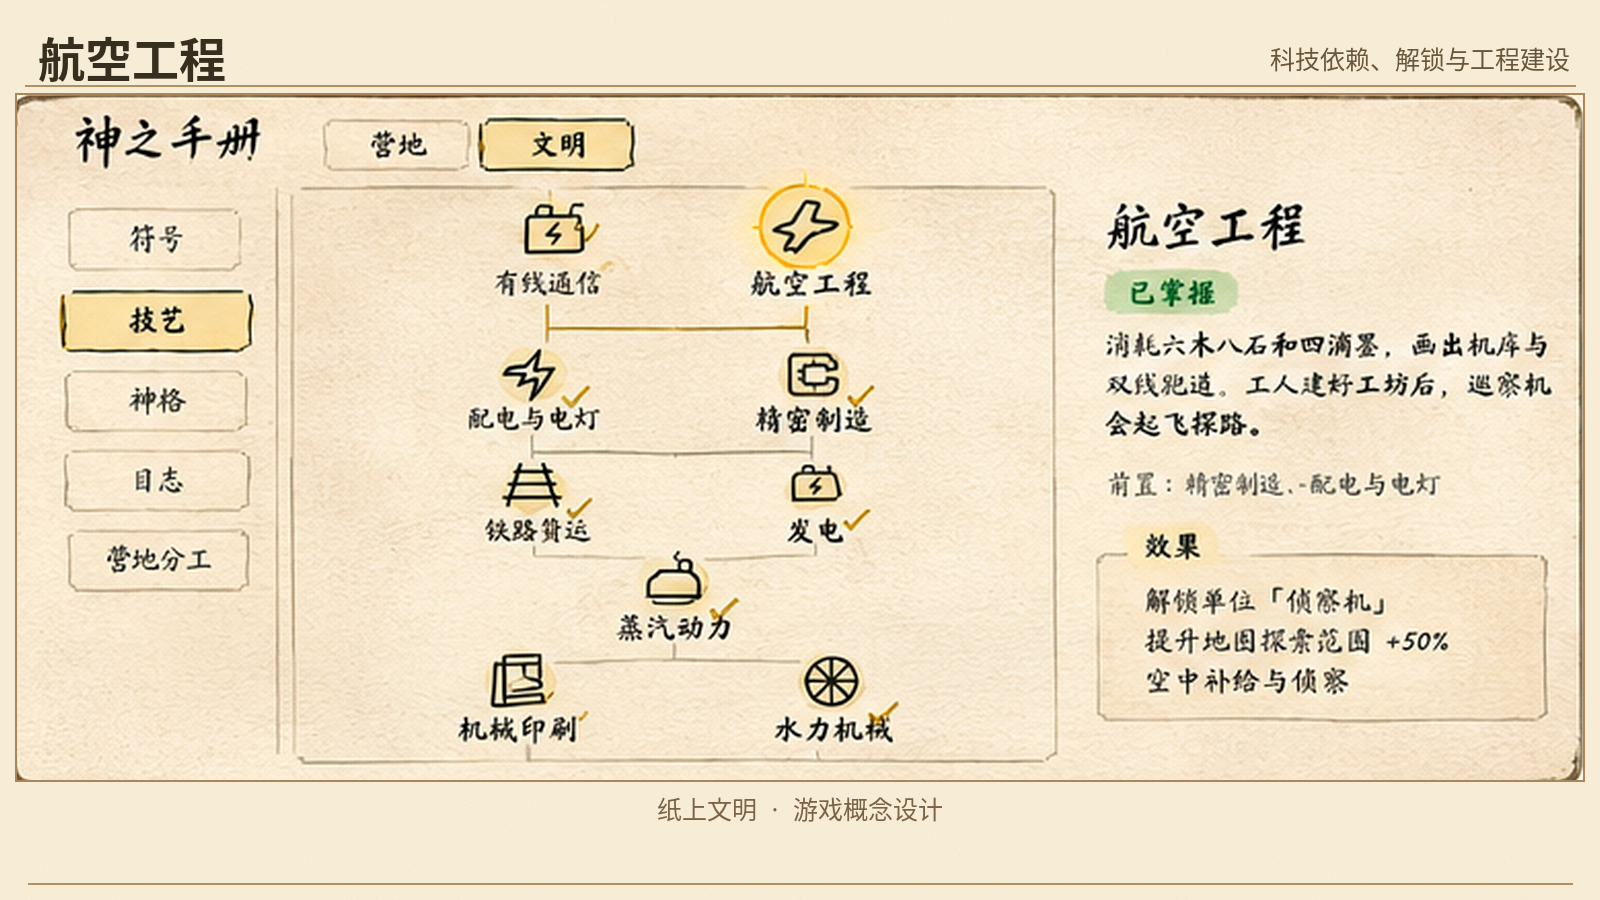 航空工程
科技依赖、解锁与工程建设
神之手册
营地
文明
符号
技艺
神格
日志
营地分工
有线通信
航空工程
配电与电灯
精密制造
铁路货运
发电
蒸汽动力
机械印刷
水力机械
航空工程
已掌握
消耗六木八石和四滴墨，画出机库与
双线跑道。工人建好工坊后，巡察机
会起飞探路。
前置：精密制造、-配电与电灯
效果
解锁单位「侦察机」
提升地图探索范围 +50%
空中补给与侦察
纸上文明 · 游戏概念设计